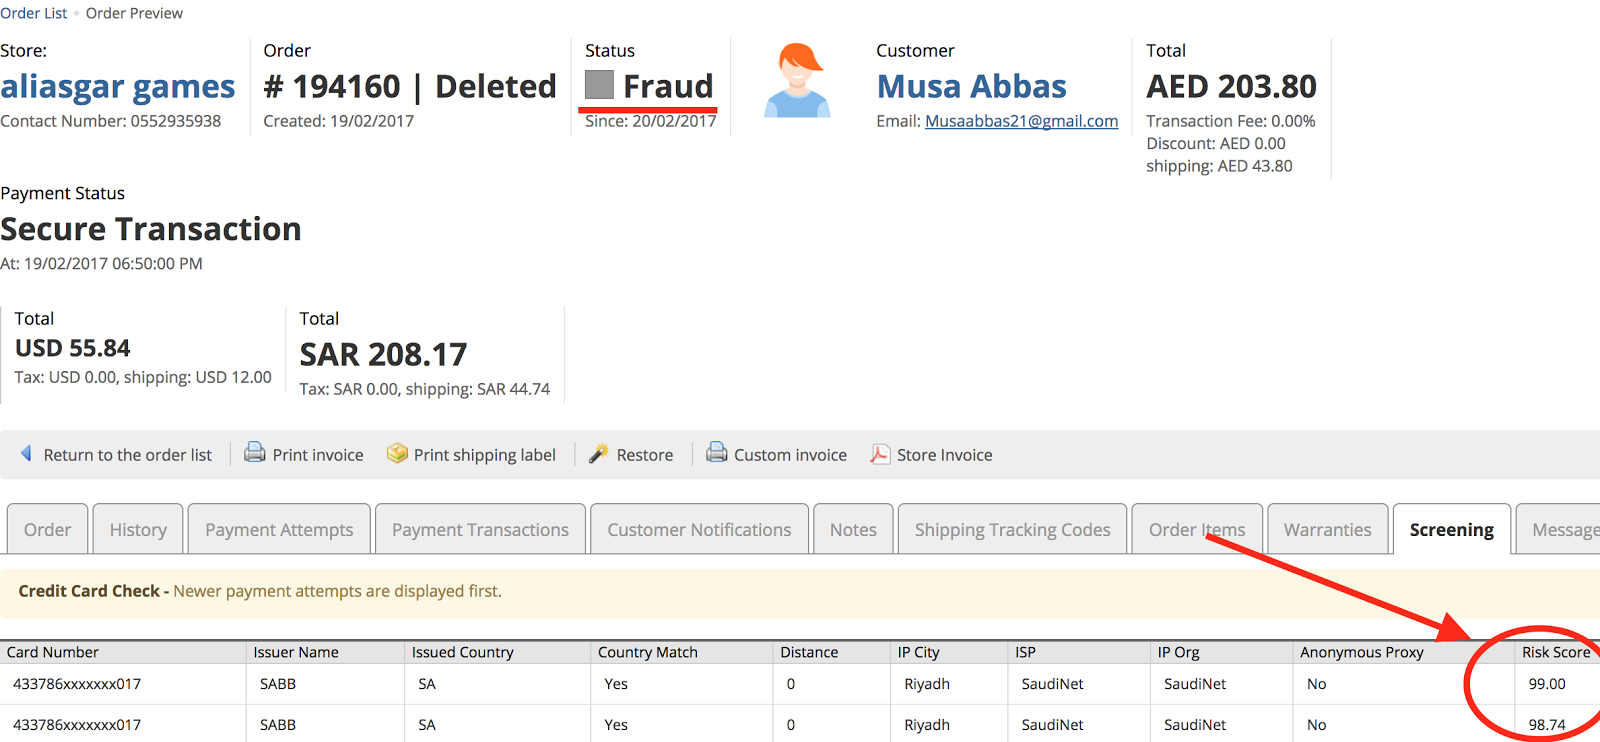 Order List • Order Preview
Store:
aliasgar games
Contact Number: 0552935938
Order
# 194160 | Deleted
Created: 19/02/2017
Status
Fraud
Since: 20/02/2017
Customer
Musa Abbas
Email: Musaabbas21@gmail.com
Total
AED 203.80
Transaction Fee: 0.00%
Discount: AED 0.00
shipping: AED 43.80
Payment Status
Secure Transaction
At: 19/02/2017 06:50:00 PM
Total
USD 55.84
Tax: USD 0.00, shipping: USD 12.00
Total
SAR 208.17
Tax: SAR 0.00, shipping: SAR 44.74
Return to the order list Print invoice Print shipping label Restore Custom invoice Store Invoice
Order History Payment Attempts Payment Transactions Customer Notifications Notes Shipping Tracking Codes Order Items Warranties Screening Message
Credit Card Check - Newer payment attempts are displayed first.
Card Number Issuer Name Issued Country Country Match Distance IP City ISP IP Org Anonymous Proxy Risk Score
433786xxxxxxx017 SABB SA Yes 0 Riyadh SaudiNet SaudiNet No 99.00
433786xxxxxxx017 SABB SA Yes 0 Riyadh SaudiNet SaudiNet No 98.74